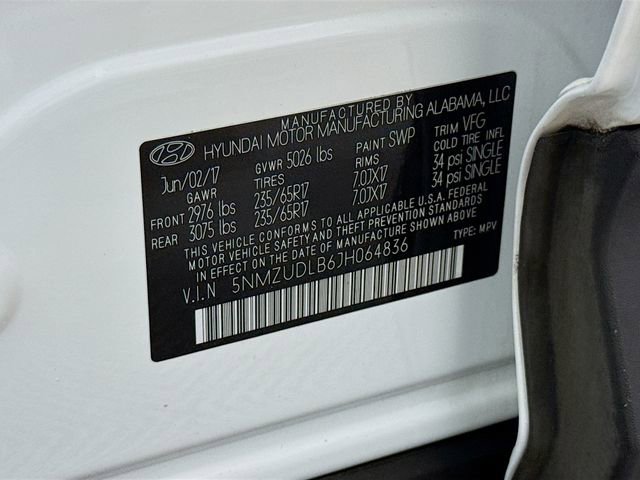 MANUFACTURED BY
HYUNDAI MOTOR MANUFACTURING ALABAMA, LLC
Jun/02/17 GVWR 5026 lbs PAINT SWP TRIM VFG
GAWR TIRES RIMS COLD TIRE INFL
FRONT 2976 lbs 235/65R17 7.0JX17 34 psi SINGLE
REAR 3075 lbs 235/65R17 7.0JX17 34 psi SINGLE
THIS VEHICLE CONFORMS TO ALL APPLICABLE U.S.A. FEDERAL
MOTOR VEHICLE SAFETY AND THEFT PREVENTION STANDARDS
IN EFFECT ON THE DATE OF MANUFACTURE SHOWN ABOVE
V.I.N 5NMZUDLB6JH064836 TYPE: MPV